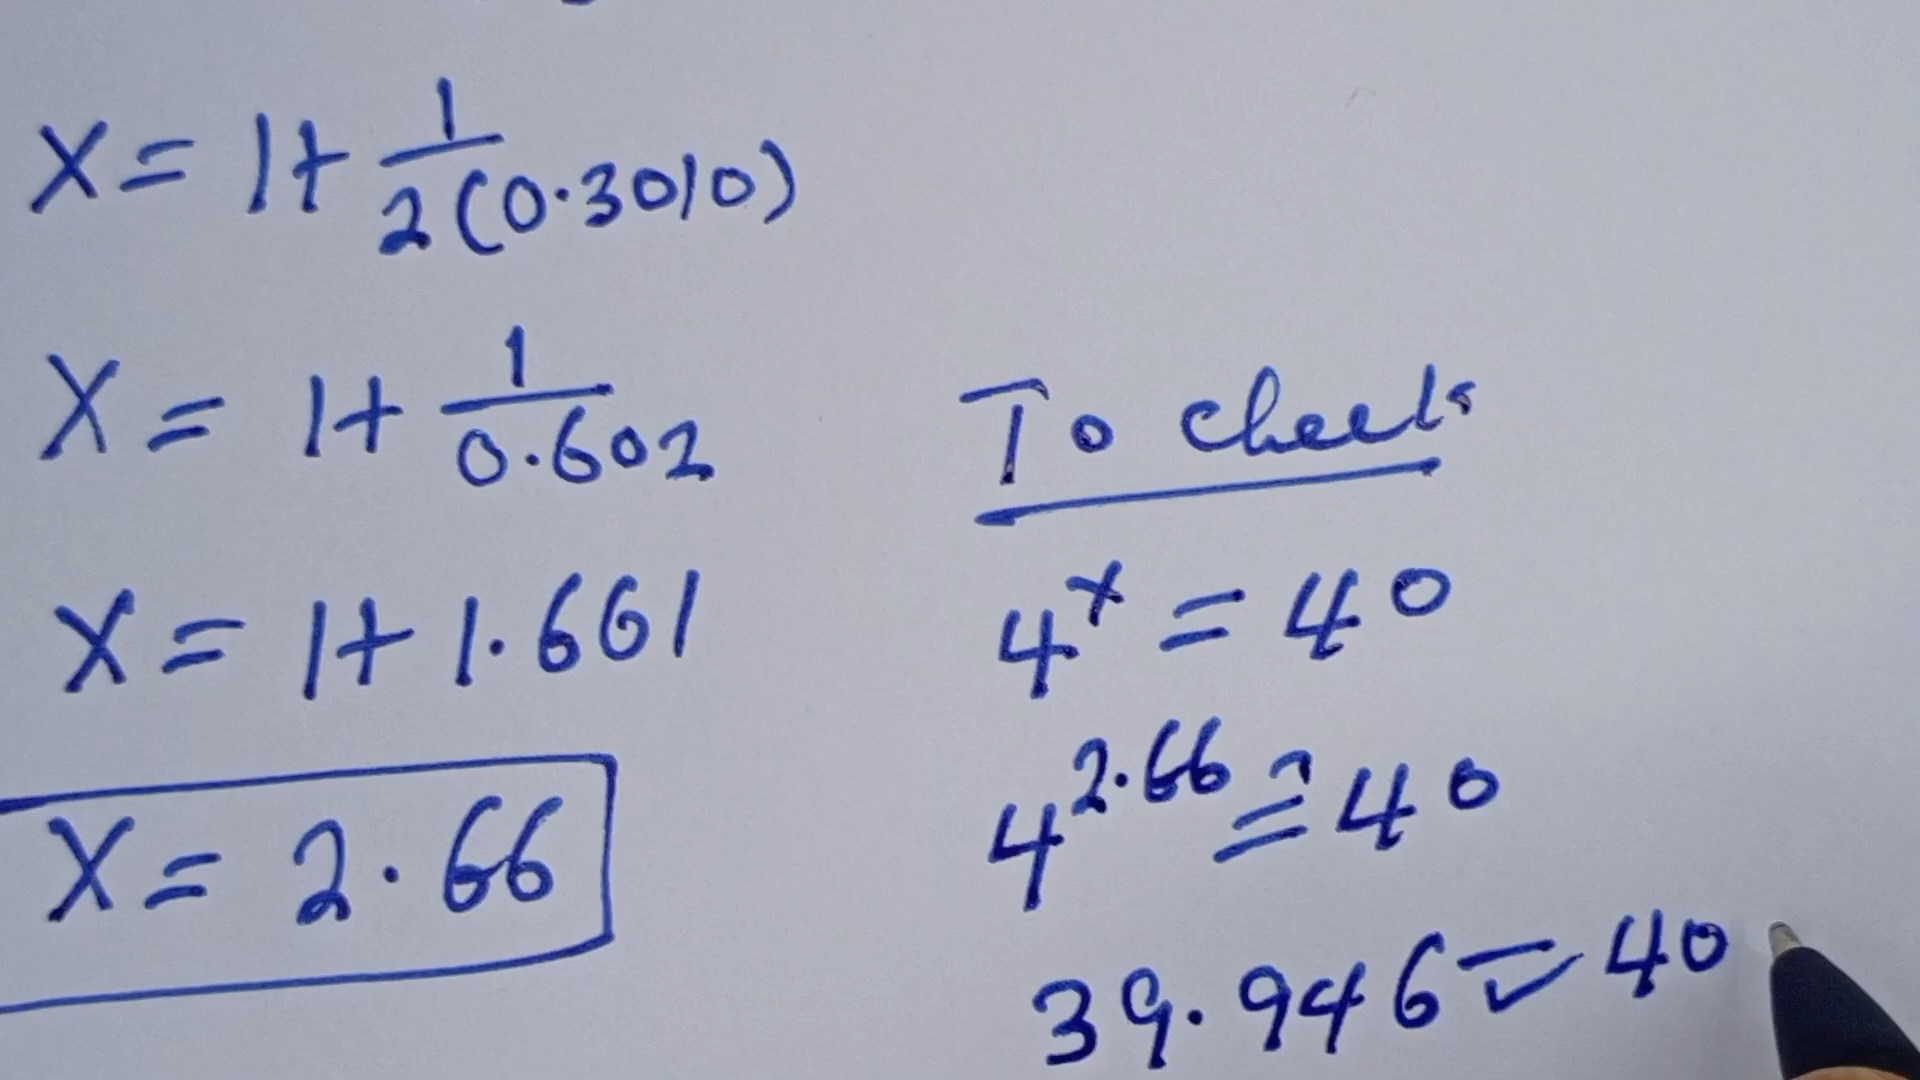 X = 1 + 1/2(0.3010)
X = 1 + 1/0.602
X = 1 + 1.661
X = 2.66
To check
4^x = 40
4^2.66 ≅ 40
39.946 = 40